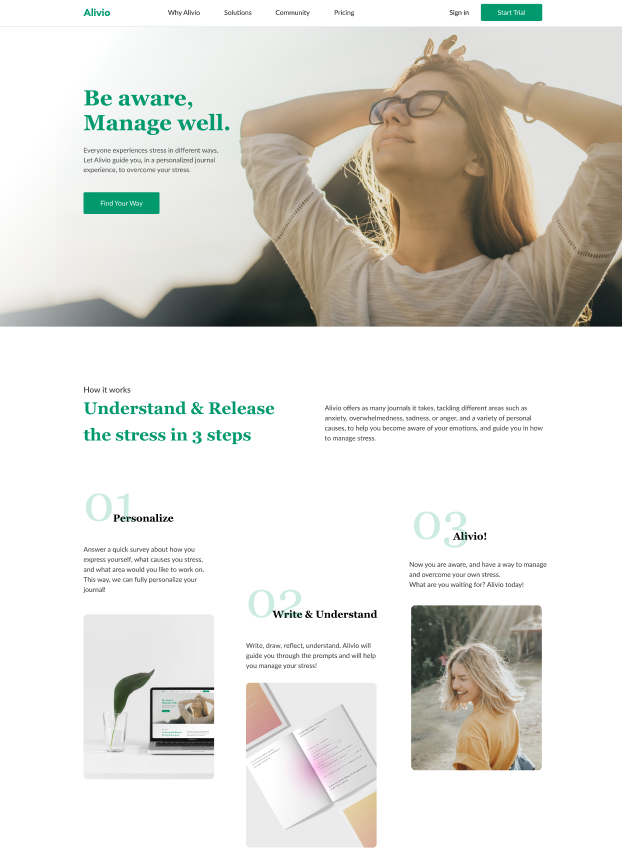 Alivio
Why Alivio
Solutions
Community
Pricing
Sign in
Start Trial
Be aware,
Manage well.
Everyone experiences stress in different ways.
Let Alivio guide you, in a personalized journal
experience, to overcome your stress.
Find Your Way
How it works
Understand & Release
the stress in 3 steps
Alivio offers as many journals it takes, tackling different areas such as
anxiety, overwhelmedness, sadness, or anger, and a variety of personal
causes, to help you become aware of your emotions, and guide you in how
to manage stress.
01
Personalize
Answer a quick survey about how you
express yourself, what causes you stress,
and what area would you like to work on.
This way, we can fully personalize your
journal!
02
Write & Understand
Write, draw, reflect, understand. Alivio will
guide you through the prompts and will help
you manage your stress!
03
Alivio!
Now you are aware, and have a way to manage
and overcome your own stress.
What are you waiting for? Alivio today!